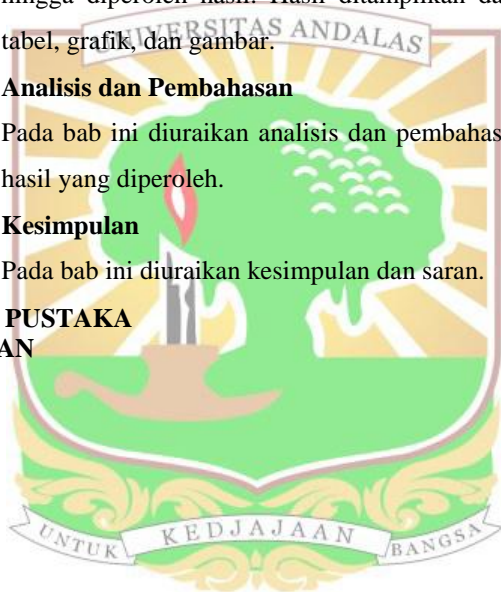 hingga diperoleh hasil. Hasil ditampilkan da
UNIVERSITAS ANDALAS
tabel, grafik, dan gambar.
Analisis dan Pembahasan
Pada bab ini diuraikan analisis dan pembahas
hasil yang diperoleh.
Kesimpulan
Pada bab ini diuraikan kesimpulan dan saran.
PUSTAKA
AN
UNTUK KEDJAJAAN BANGSA